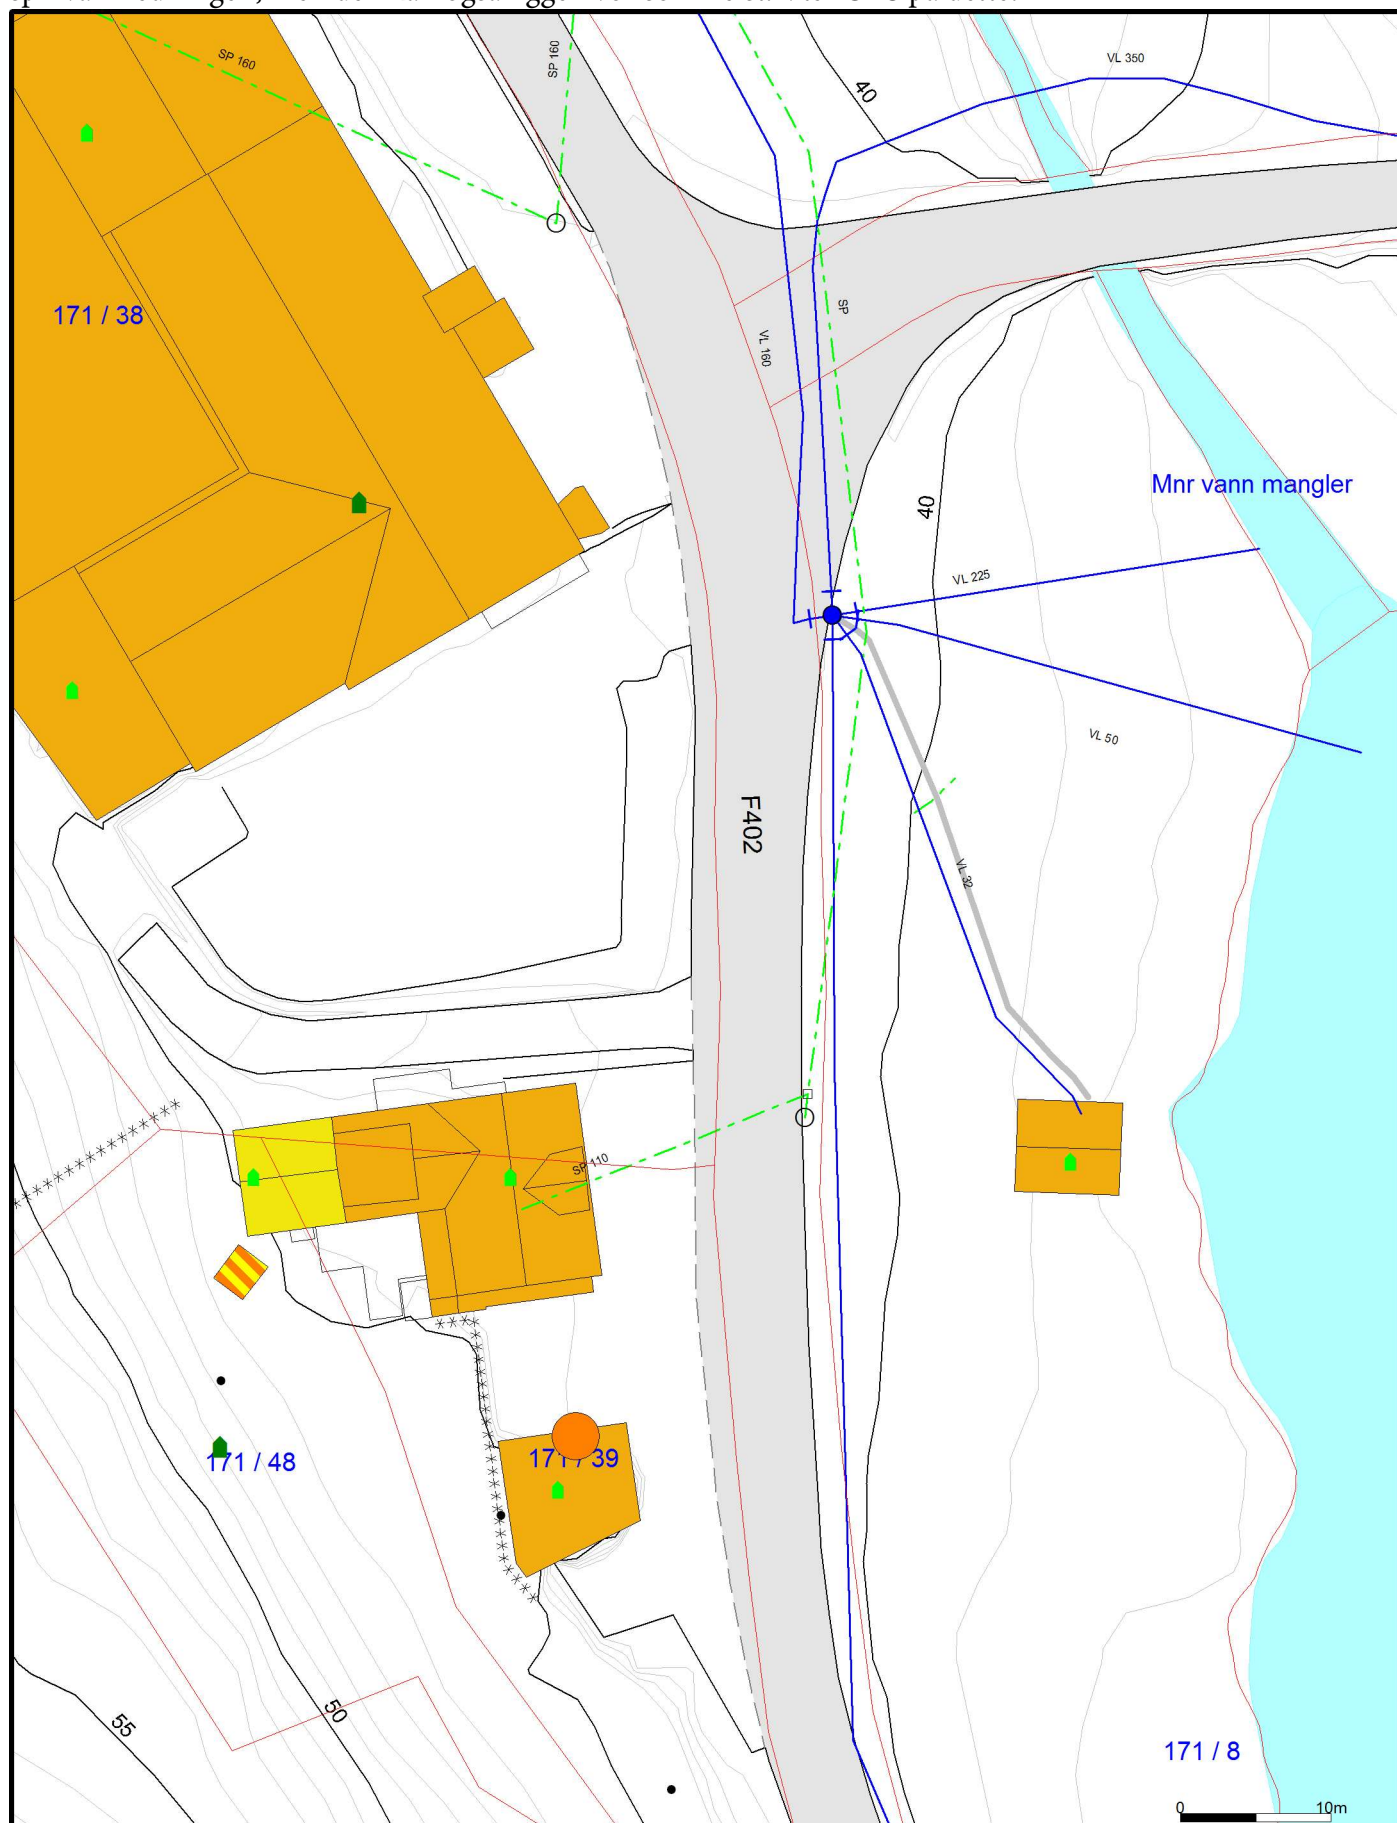 SP 160
SP 160
VL 350
40
171 / 38
SP
VL 160
Mnr vann mangler
40
VL 225
VL 50
F402
VL 32
SP 110
171 / 48
171 / 39
50
55
171 / 8
0 10m